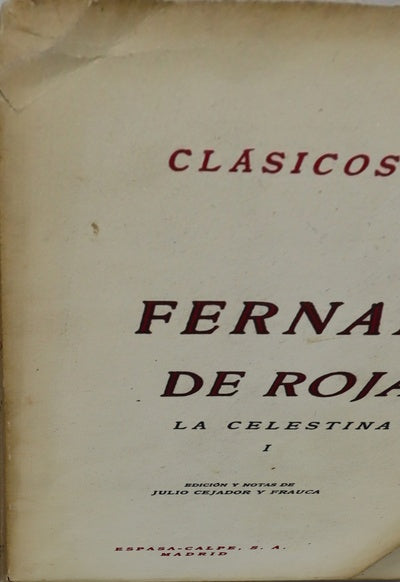 CLÁSICOS
FERNA
DE ROJA
LA CELESTINA
I
EDICIÓN Y NOTAS DE
JULIO CEJADOR Y FRAUCA
ESPASA-CALPE, S. A.
MADRID